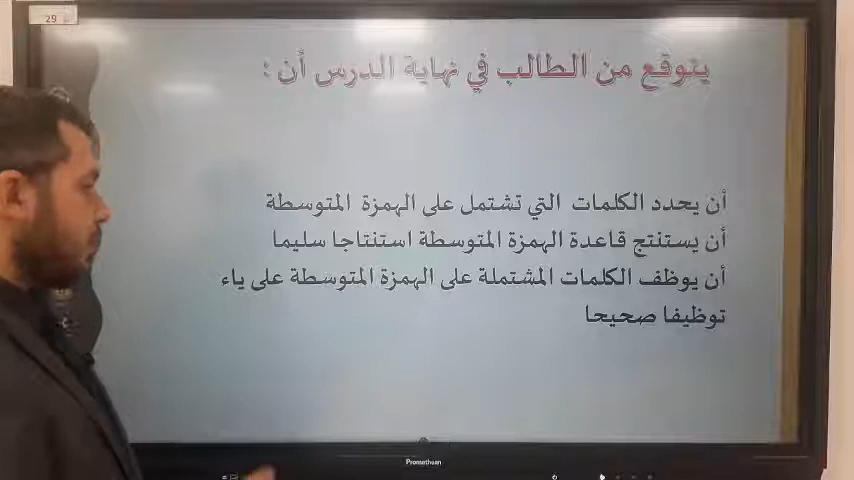 29
يتوقع من الطالب في نهاية الدرس أن :
أن يحدد الكلمات التي تشتمل على الهمزة المتوسطة
أن يستنتج قاعدة الهمزة المتوسطة استنتاجا سليما
أن يوظف الكلمات المشتملة على الهمزة المتوسطة على ياء
توظيفا صحيحا
Promethean